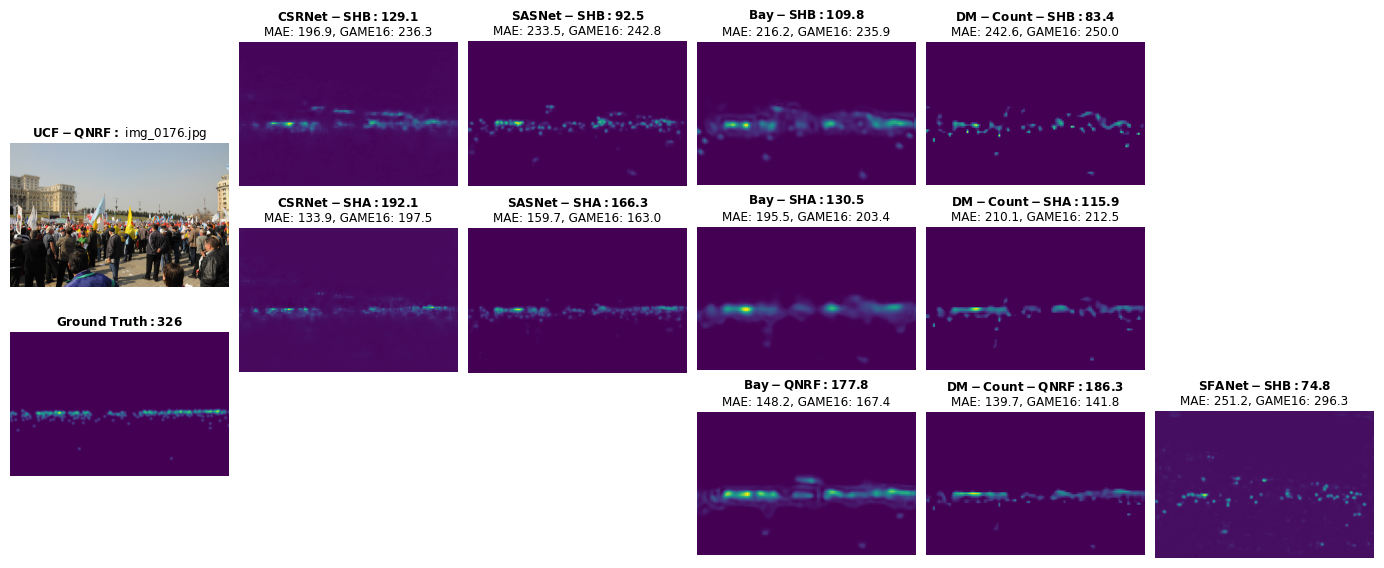 CSRNet − SHB : 129.1
MAE: 196.9, GAME16: 236.3
SASNet − SHB : 92.5
MAE: 233.5, GAME16: 242.8
Bay − SHB : 109.8
MAE: 216.2, GAME16: 235.9
DM − Count − SHB : 83.4
MAE: 242.6, GAME16: 250.0
UCF − QNRF : img_0176.jpg
CSRNet − SHA : 192.1
MAE: 133.9, GAME16: 197.5
SASNet − SHA : 166.3
MAE: 159.7, GAME16: 163.0
Bay − SHA : 130.5
MAE: 195.5, GAME16: 203.4
DM − Count − SHA : 115.9
MAE: 210.1, GAME16: 212.5
Ground Truth : 326
Bay − QNRF : 177.8
MAE: 148.2, GAME16: 167.4
DM − Count − QNRF : 186.3
MAE: 139.7, GAME16: 141.8
SFANet − SHB : 74.8
MAE: 251.2, GAME16: 296.3